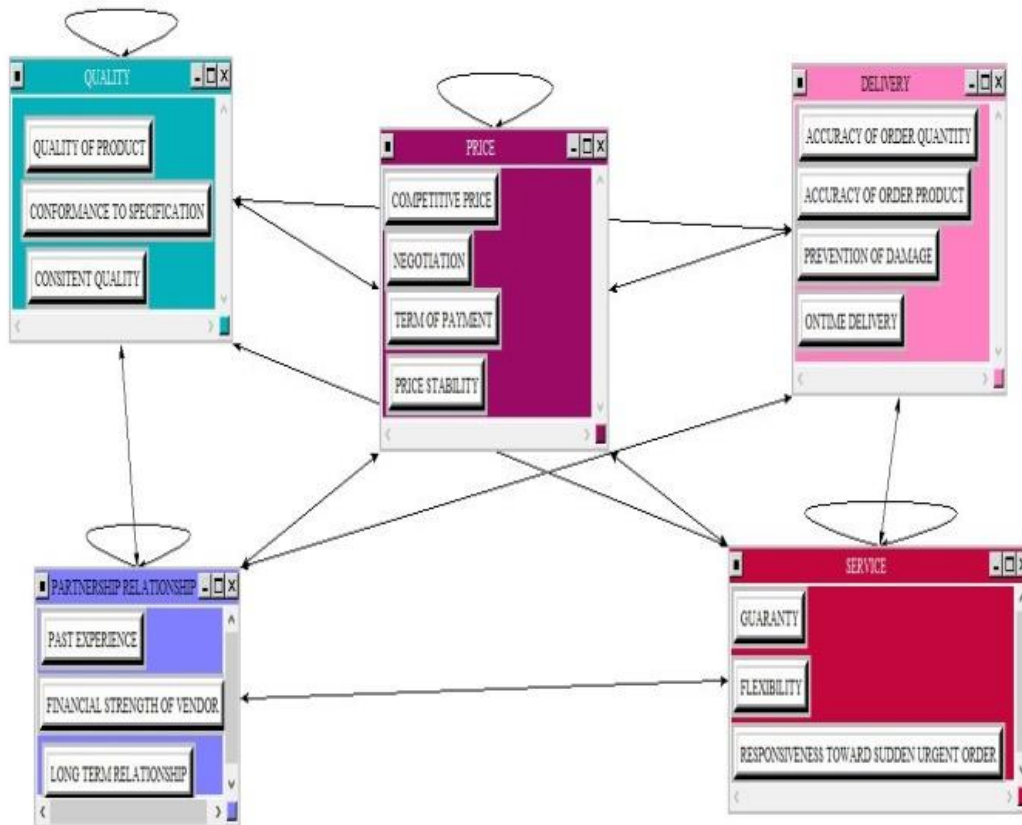 QUALITY
QUALITY OF PRODUCT
CONFORMANCE TO SPECIFICATION
CONSITENT QUALITY
PRICE
COMPETITIVE PRICE
NEGOTIATION
TERM OF PAYMENT
PRICE STABILITY
DELIVERY
ACCURACY OF ORDER QUANTITY
ACCURACY OF ORDER PRODUCT
PREVENTION OF DAMAGE
ONTIME DELIVERY
PARTNERSHIP RELATIONSHIP
PAST EXPERIENCE
FINANCIAL STRENGTH OF VENDOR
LONG TERM RELATIONSHIP
SERVICE
GUARANTY
FLEXIBILITY
RESPONSIVENESS TOWARD SUDDEN URGENT ORDER